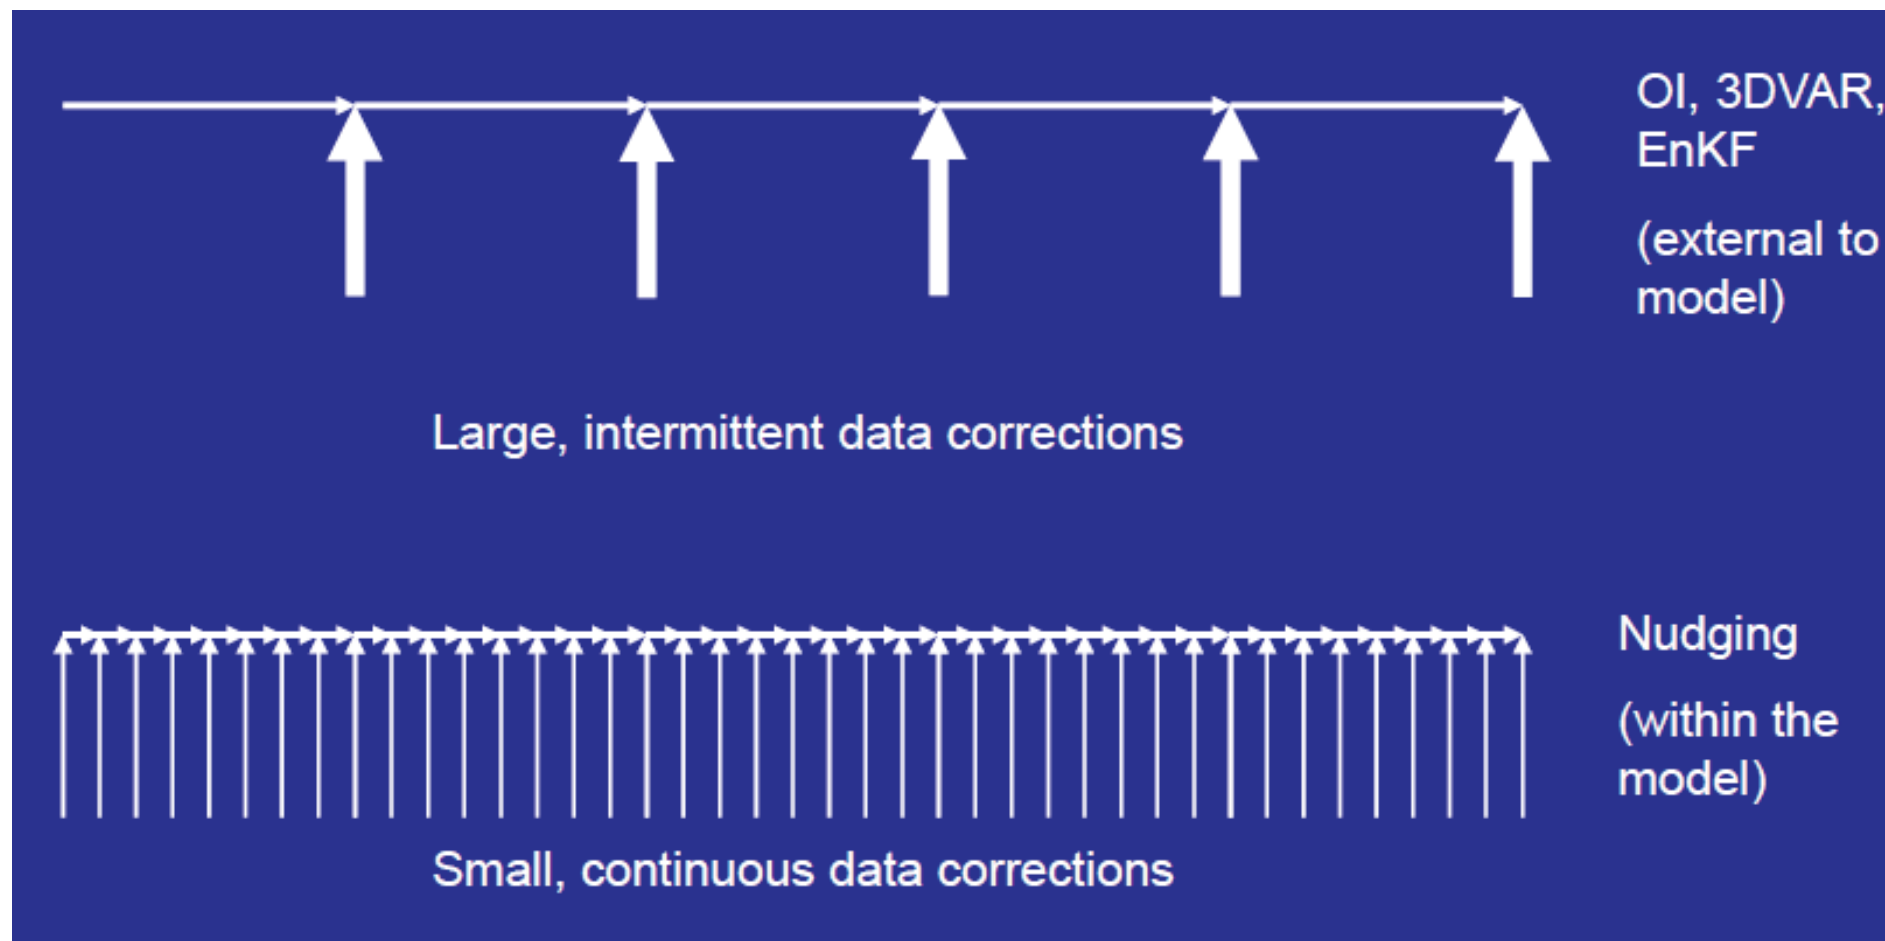 OI, 3DVAR,
EnKF
(external to
model)
Large, intermittent data corrections
Nudging
(within the
model)
Small, continuous data corrections